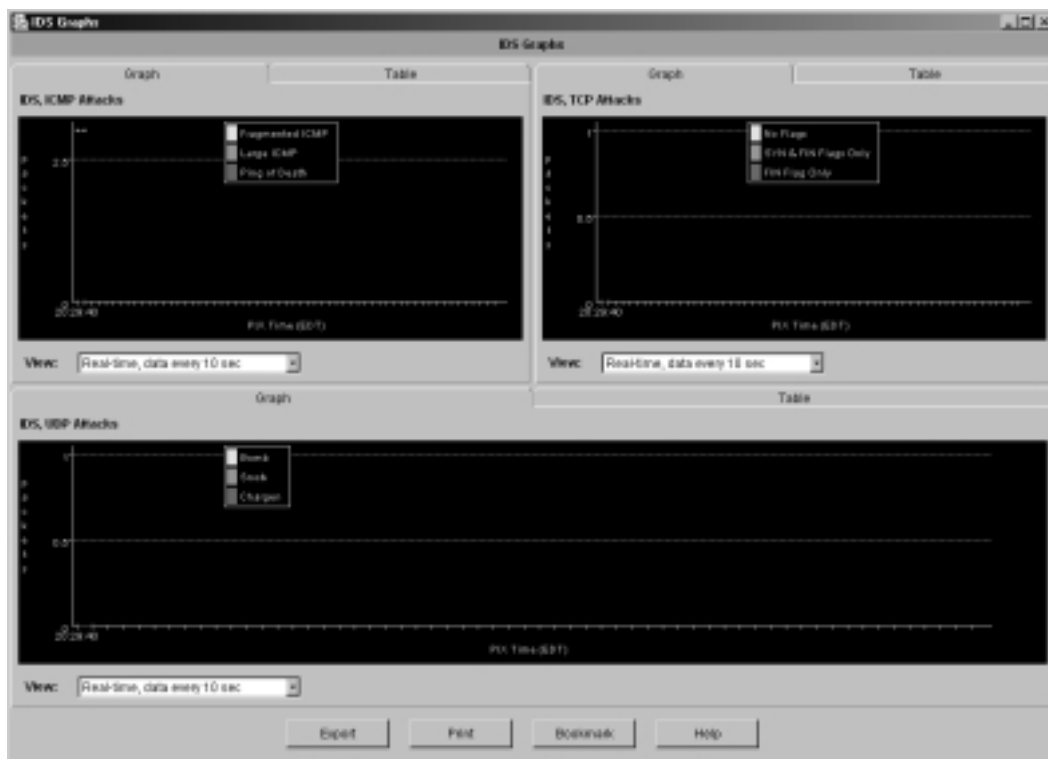 IDS Graphs
IDS Graphs
Graph
Table
IDS, ICMP Attacks
Fragmented ICMP
Large ICMP
Ping of Death
packets
2.5
0
20:29:40
PIX Time (EDT)
View:
Real-time, data every 10 sec
Graph
Table
IDS, TCP Attacks
No Flags
SYN & FIN Flags Only
FIN Flag Only
packets
1
0.5
0
20:29:40
PIX Time (EDT)
View:
Real-time, data every 10 sec
Graph
Table
IDS, UDP Attacks
Bomb
Snork
Chargen
packets
1
0.5
0
20:29:40
PIX Time (EDT)
View:
Real-time, data every 10 sec
Export
Print
Bookmark
Help